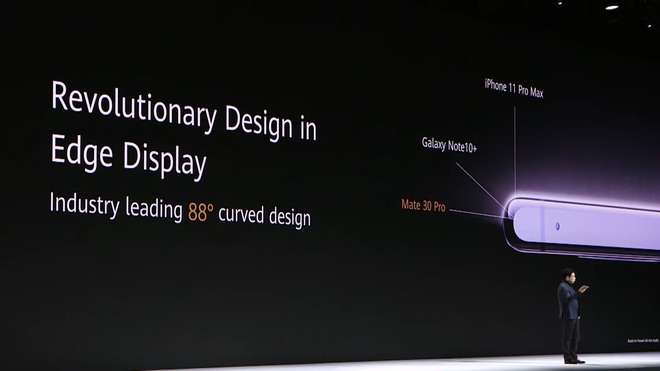 Revolutionary Design in
Edge Display
Industry leading 88° curved design
iPhone 11 Pro Max
Galaxy Note10+
Mate 30 Pro